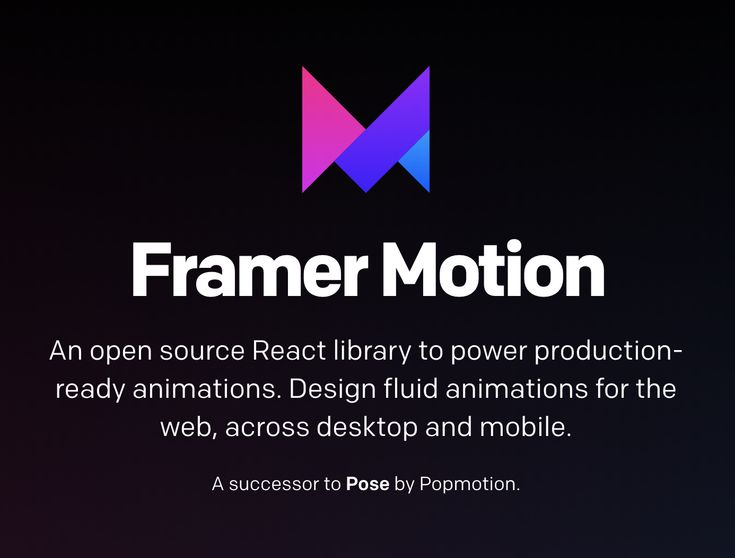 Framer Motion
An open source React library to power production-
ready animations. Design fluid animations for the
web, across desktop and mobile.
A successor to Pose by Popmotion.